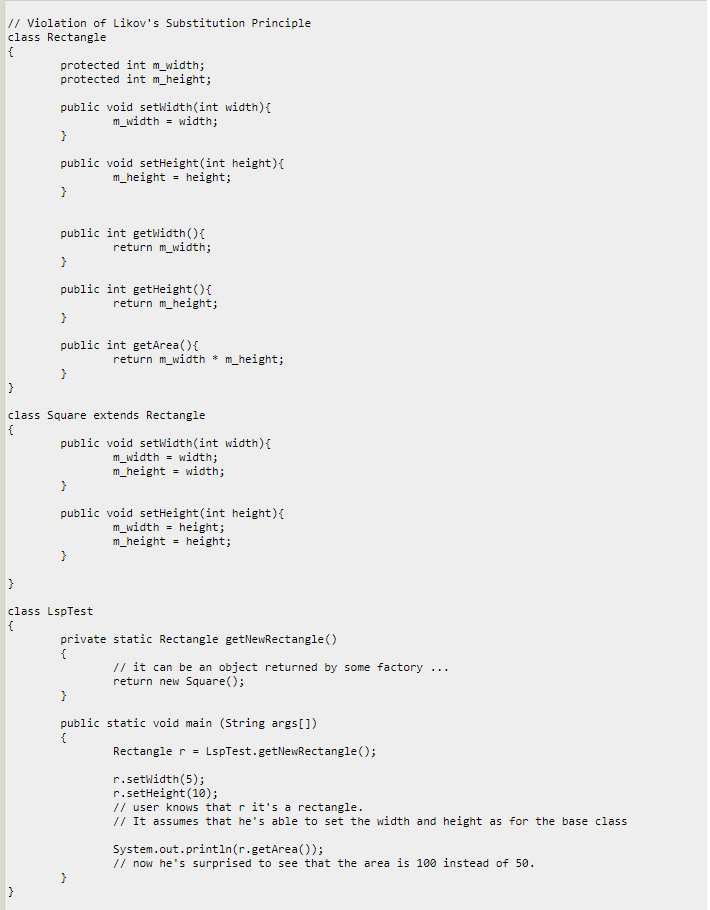 // Violation of Likov's Substitution Principle
class Rectangle
{
	protected int m_width;
	protected int m_height;

	public void setWidth(int width){
		m_width = width;
	}

	public void setHeight(int height){
		m_height = height;
	}


	public int getWidth(){
		return m_width;
	}

	public int getHeight(){
		return m_height;
	}

	public int getArea(){
		return m_width * m_height;
	}
}

class Square extends Rectangle
{
	public void setWidth(int width){
		m_width = width;
		m_height = width;
	}

	public void setHeight(int height){
		m_width = height;
		m_height = height;
	}

}

class LspTest
{
	private static Rectangle getNewRectangle()
	{
		// it can be an object returned by some factory ...
		return new Square();
	}

	public static void main (String args[])
	{
		Rectangle r = LspTest.getNewRectangle();

		r.setWidth(5);
		r.setHeight(10);
		// user knows that r it's a rectangle.
		// It assumes that he's able to set the width and height as for the base class

		System.out.println(r.getArea());
		// now he's surprised to see that the area is 100 instead of 50.
	}
}